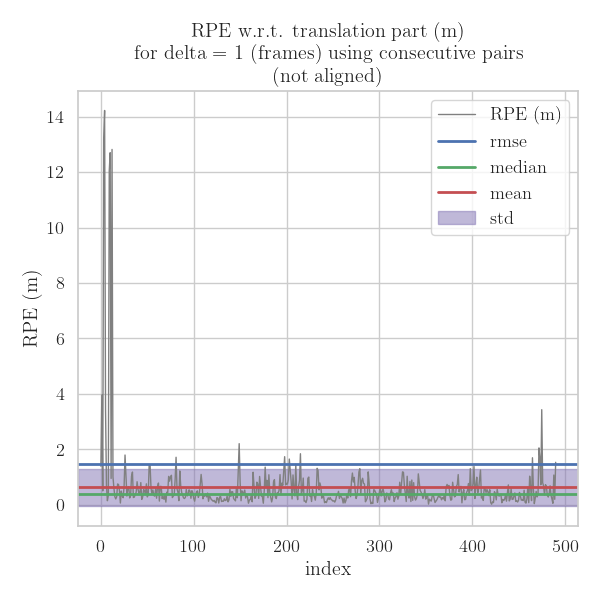 RPE w.r.t. translation part (m)
for delta = 1 (frames) using consecutive pairs
(not aligned)
RPE (m)
rmse
median
mean
std
RPE (m)
14
12
10
8
6
4
2
0
0 100 200 300 400 500
index